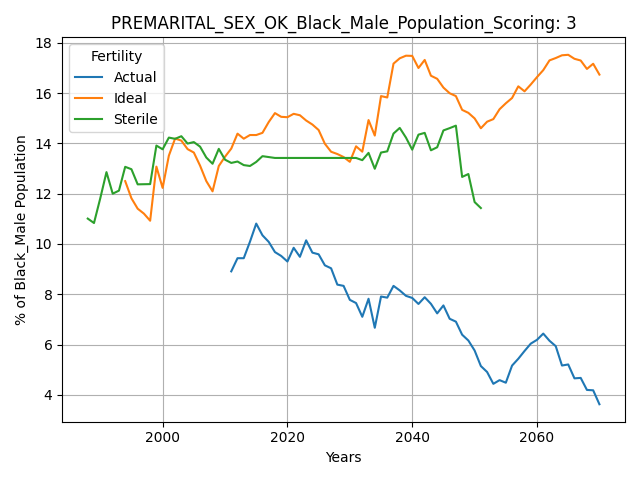 PREMARITAL_SEX_OK_Black_Male_Population_Scoring: 3
Fertility
Actual
Ideal
Sterile
% of Black_Male Population
18
16
14
12
10
8
6
4
2000
2020
2040
2060
Years